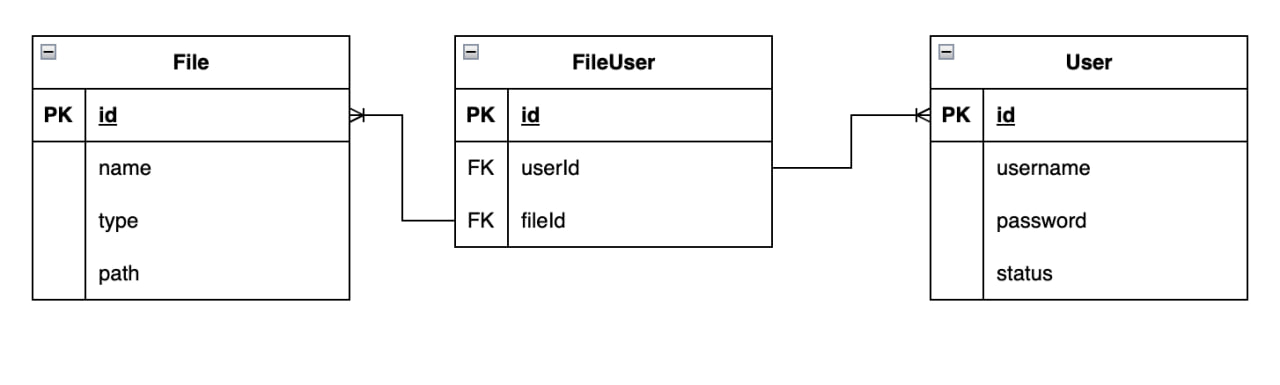 File
PK id
name
type
path
FileUser
PK id
FK userId
FK fileId
User
PK id
username
password
status